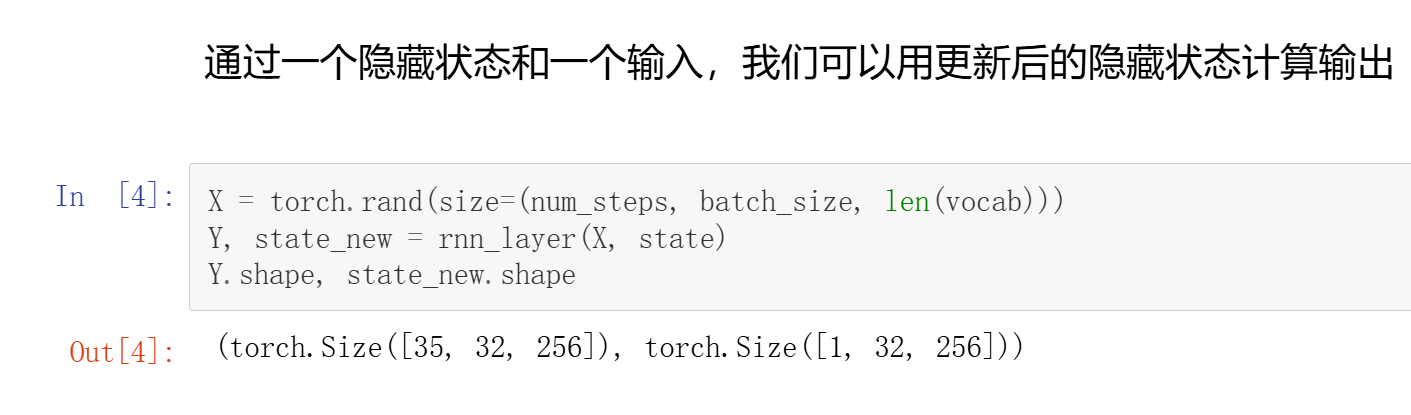 通过一个隐藏状态和一个输入，我们可以用更新后的隐藏状态计算输出
In [4]:
X = torch.rand(size=(num_steps, batch_size, len(vocab)))
Y, state_new = rnn_layer(X, state)
Y.shape, state_new.shape
Out[4]: (torch.Size([35, 32, 256]), torch.Size([1, 32, 256]))